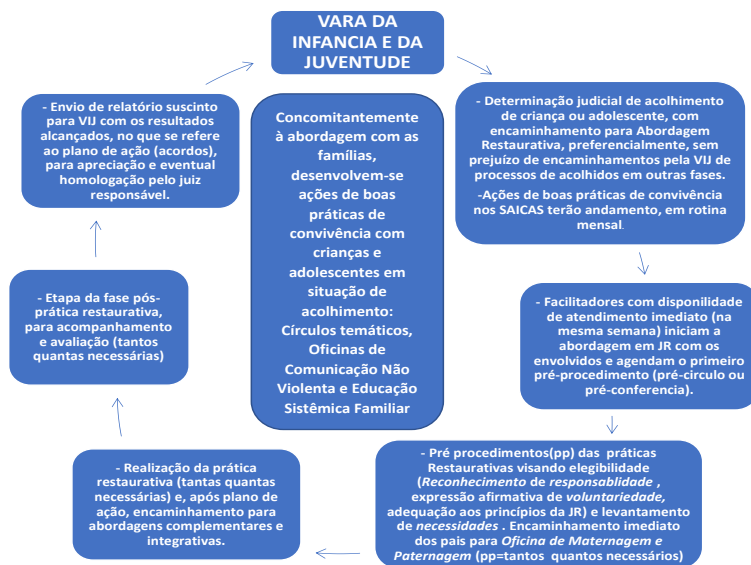 VARA DA
INFANCIA E DA
JUVENTUDE
- Determinação judicial de acolhimento
de criança ou adolescente, com
encaminhamento para Abordagem
Restaurativa, preferencialmente, sem
prejuízo de encaminhamentos pela VIJ de
processos de acolhidos em outras fases.
-Ações de boas práticas de convivência
nos SAICAS terão andamento, em rotina
mensal.
- Facilitadores com disponilidade
de atendimento imediato (na
mesma semana) iniciam a
abordagem em JR com os
envolvidos e agendam o primeiro
pré-procedimento (pré-circulo ou
pré-conferencia).
- Pré procedimentos(pp) das práticas
Restaurativas visando elegibilidade
(Reconhecimento de responsablidade ,
expressão afirmativa de voluntariedade,
adequação aos princípios da JR) e levantamento
de necessidades . Encaminhamento imediato
dos pais para Oficina de Maternagem e
Paternagem (pp=tantos quantos necessários)
- Realização da prática
restaurativa (tantas quantas
necessárias) e, após plano de
ação, encaminhamento para
abordagens complementares e
integrativas.
- Etapa da fase pós-
prática restaurativa,
para acompanhamento
e avaliação (tantas
quantas necessárias)
- Envio de relatório suscinto
para VIJ com os resultados
alcançados, no que se refere
ao plano de ação (acordos),
para apreciação e eventual
homologação pelo juiz
responsável.
Concomitantemente
à abordagem com as
famílias,
desenvolvem-se
ações de boas
práticas de
convivência com
crianças e
adolescentes em
situação de
acolhimento:
Círculos temáticos,
Oficinas de
Comunicação Não
Violenta e Educação
Sistêmica Familiar